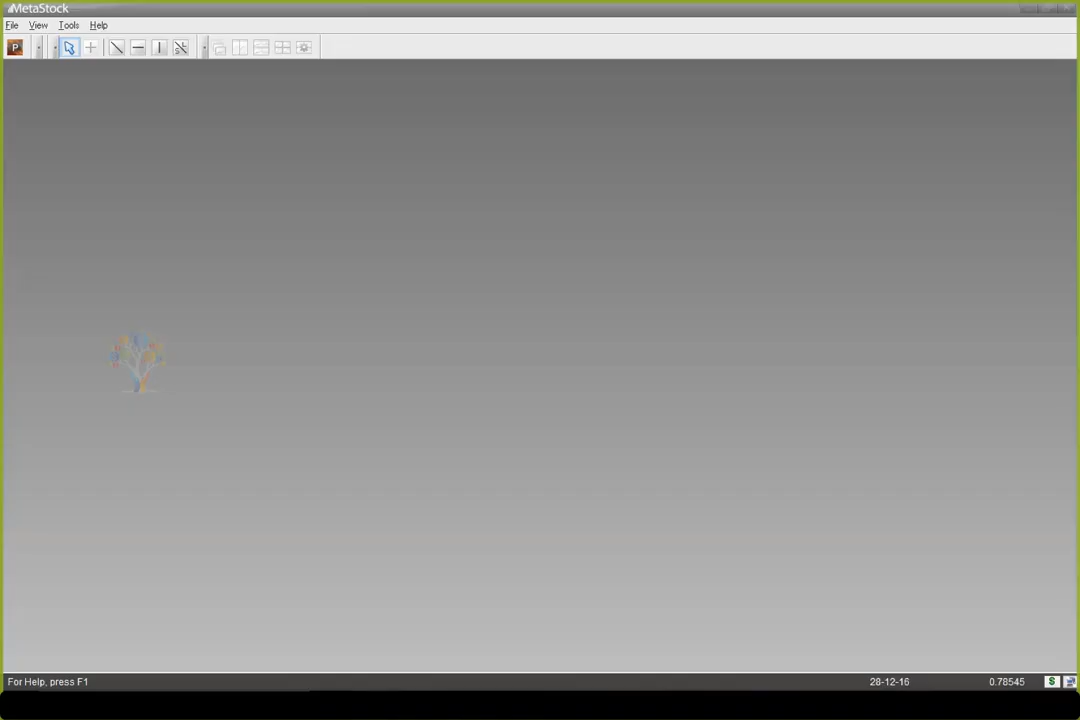 MetaStock
File View Tools Help
P
For Help, press F1
28-12-16
0.78545
$